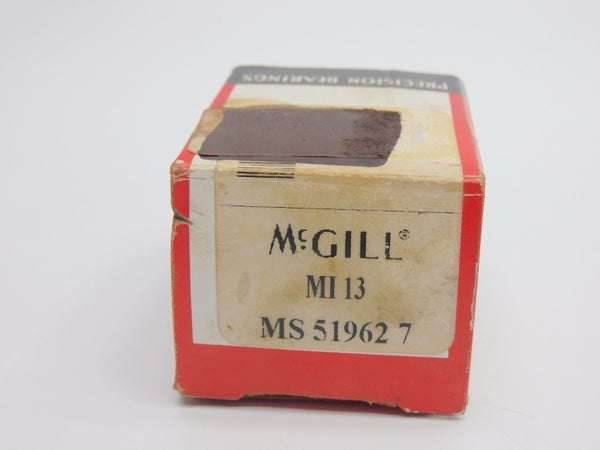 PRECISION BEARINGS
McGILL®
MI 13
MS 51962 7